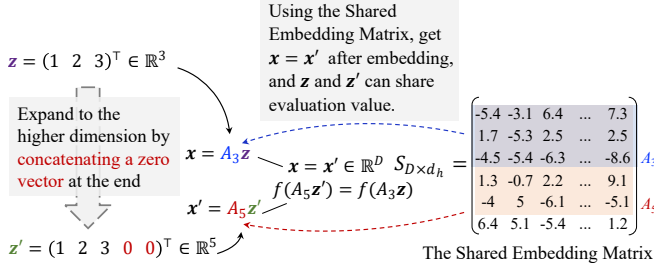 Using the Shared
Embedding Matrix, get
x = x′ after embedding,
and z and z′ can share
evaluation value.
z = (1 2 3)⊤ ∈ ℝ³
Expand to the
higher dimension by
concatenating a zero
vector at the end
z′ = (1 2 3 0 0)⊤ ∈ ℝ⁵
x = A₃z
x′ = A₅z′
x = x′ ∈ ℝᴰ
f(A₅z′) = f(A₃z)
S_{D×d_h} =
-5.4 -3.1 6.4 ... 7.3
1.7 -5.3 2.5 ... 2.5
-4.5 -5.4 -6.3 ... -8.6
1.3 -0.7 2.2 ... 9.1
-4 5 -6.1 ... -5.1
6.4 5.1 -5.4 ... 1.2
The Shared Embedding Matrix